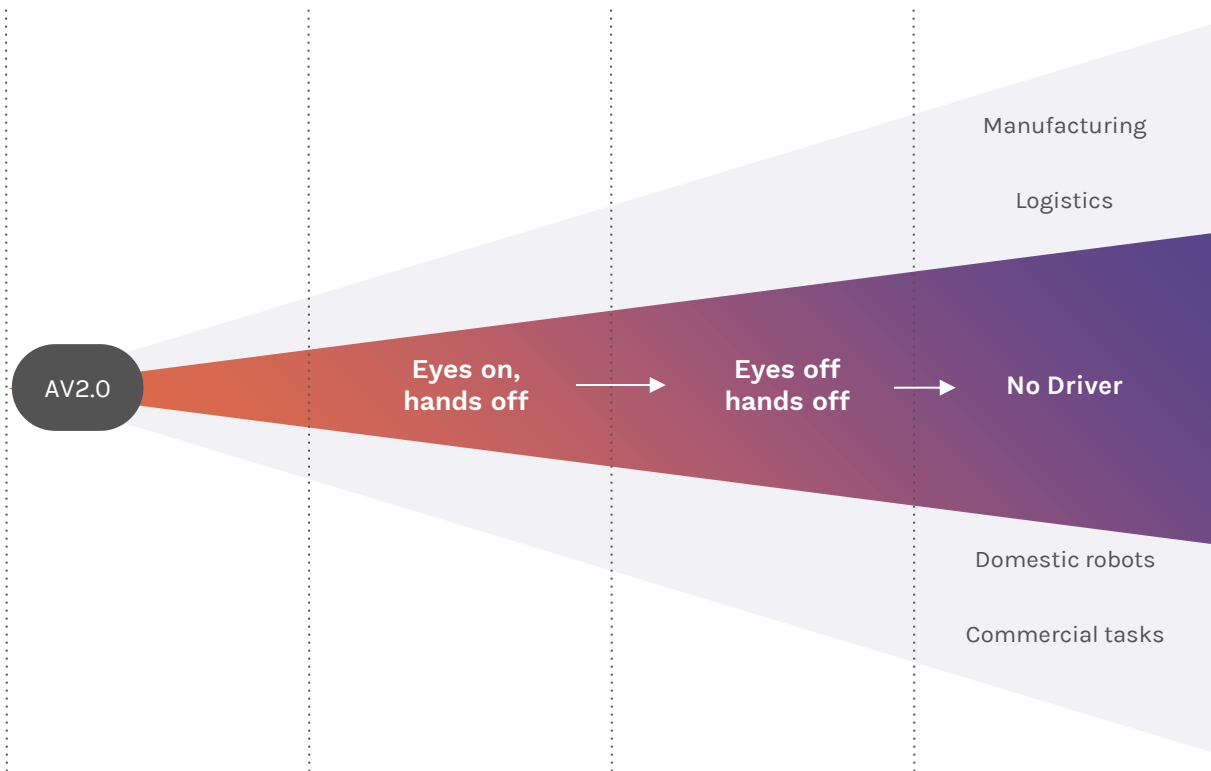 Manufacturing
Logistics
AV2.0
Eyes on,
hands off
Eyes off
hands off
No Driver
Domestic robots
Commercial tasks